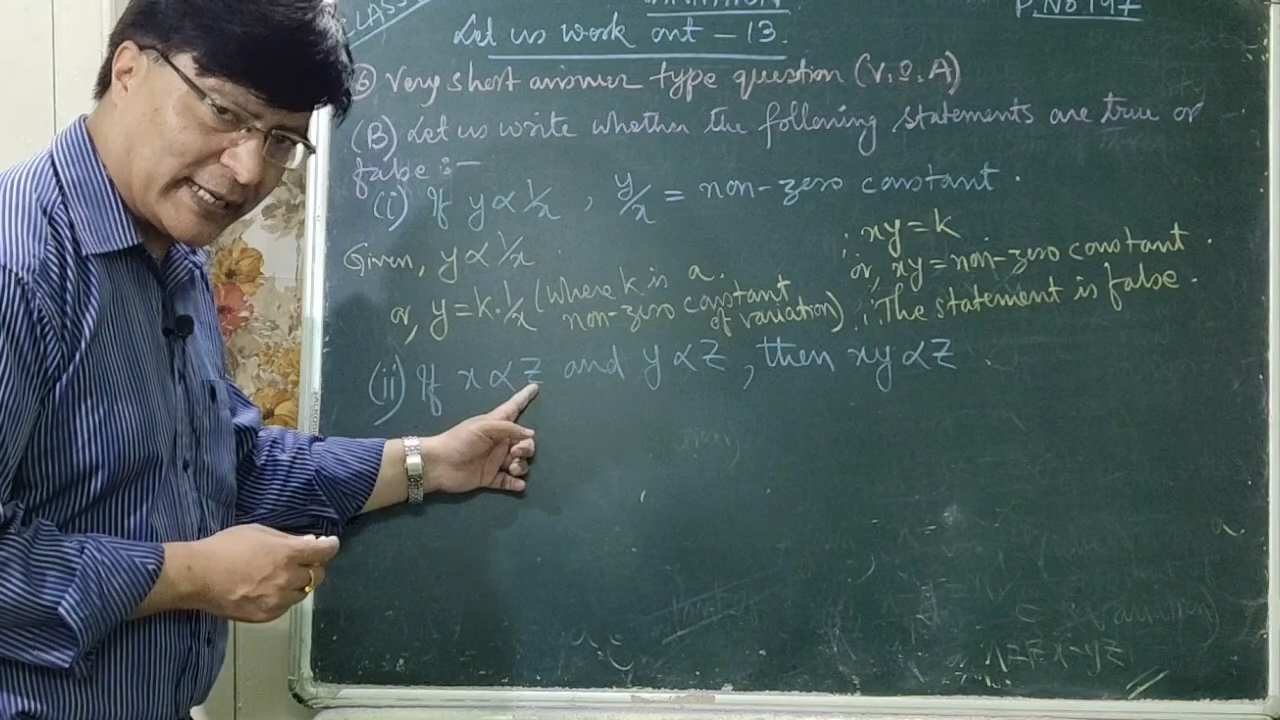 P. No 197
Let us work out - 13.
⑥ Very short answer type question (V.S.A)
(B) Let us write whether the following statements are true or
false :-
(i) If y ∝ 1/x , y/x = non-zero constant .
Given, y ∝ 1/x
or, y = k. 1/x (where k is a
non-zero constant
of variation)
∴ xy = k
or, xy = non-zero constant .
∴ The statement is false .
(ii) If x ∝ Z and y ∝ Z , then xy ∝ Z .